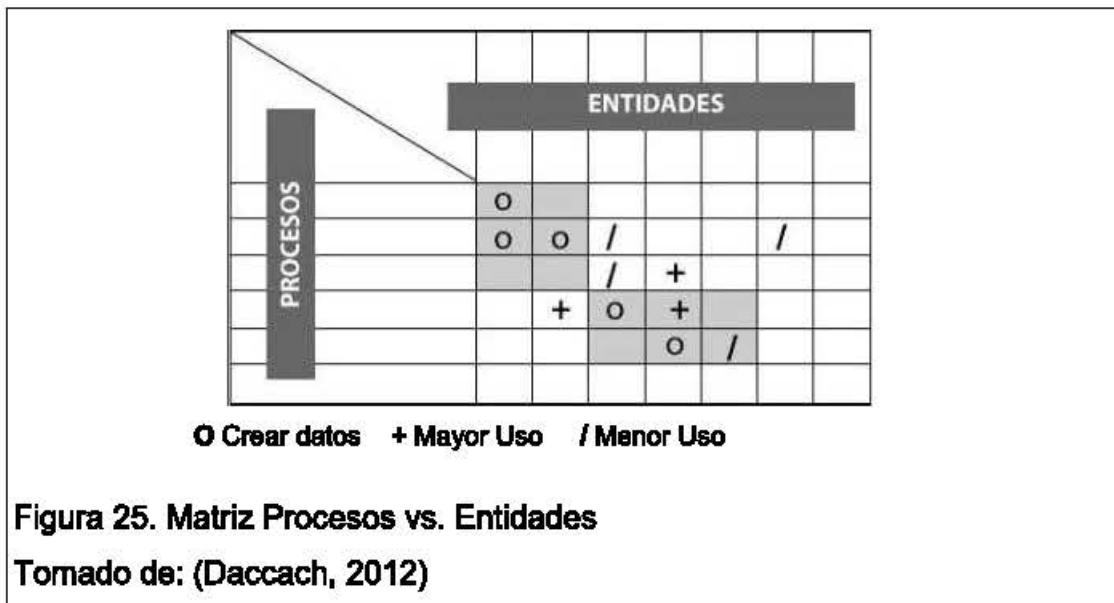 ENTIDADES
PROCESOS
O
O O / /
/ +
+ O +
O /
O Crear datos + Mayor Uso / Menor Uso
Figura 25. Matriz Procesos vs. Entidades
Tomado de: (Daccach, 2012)